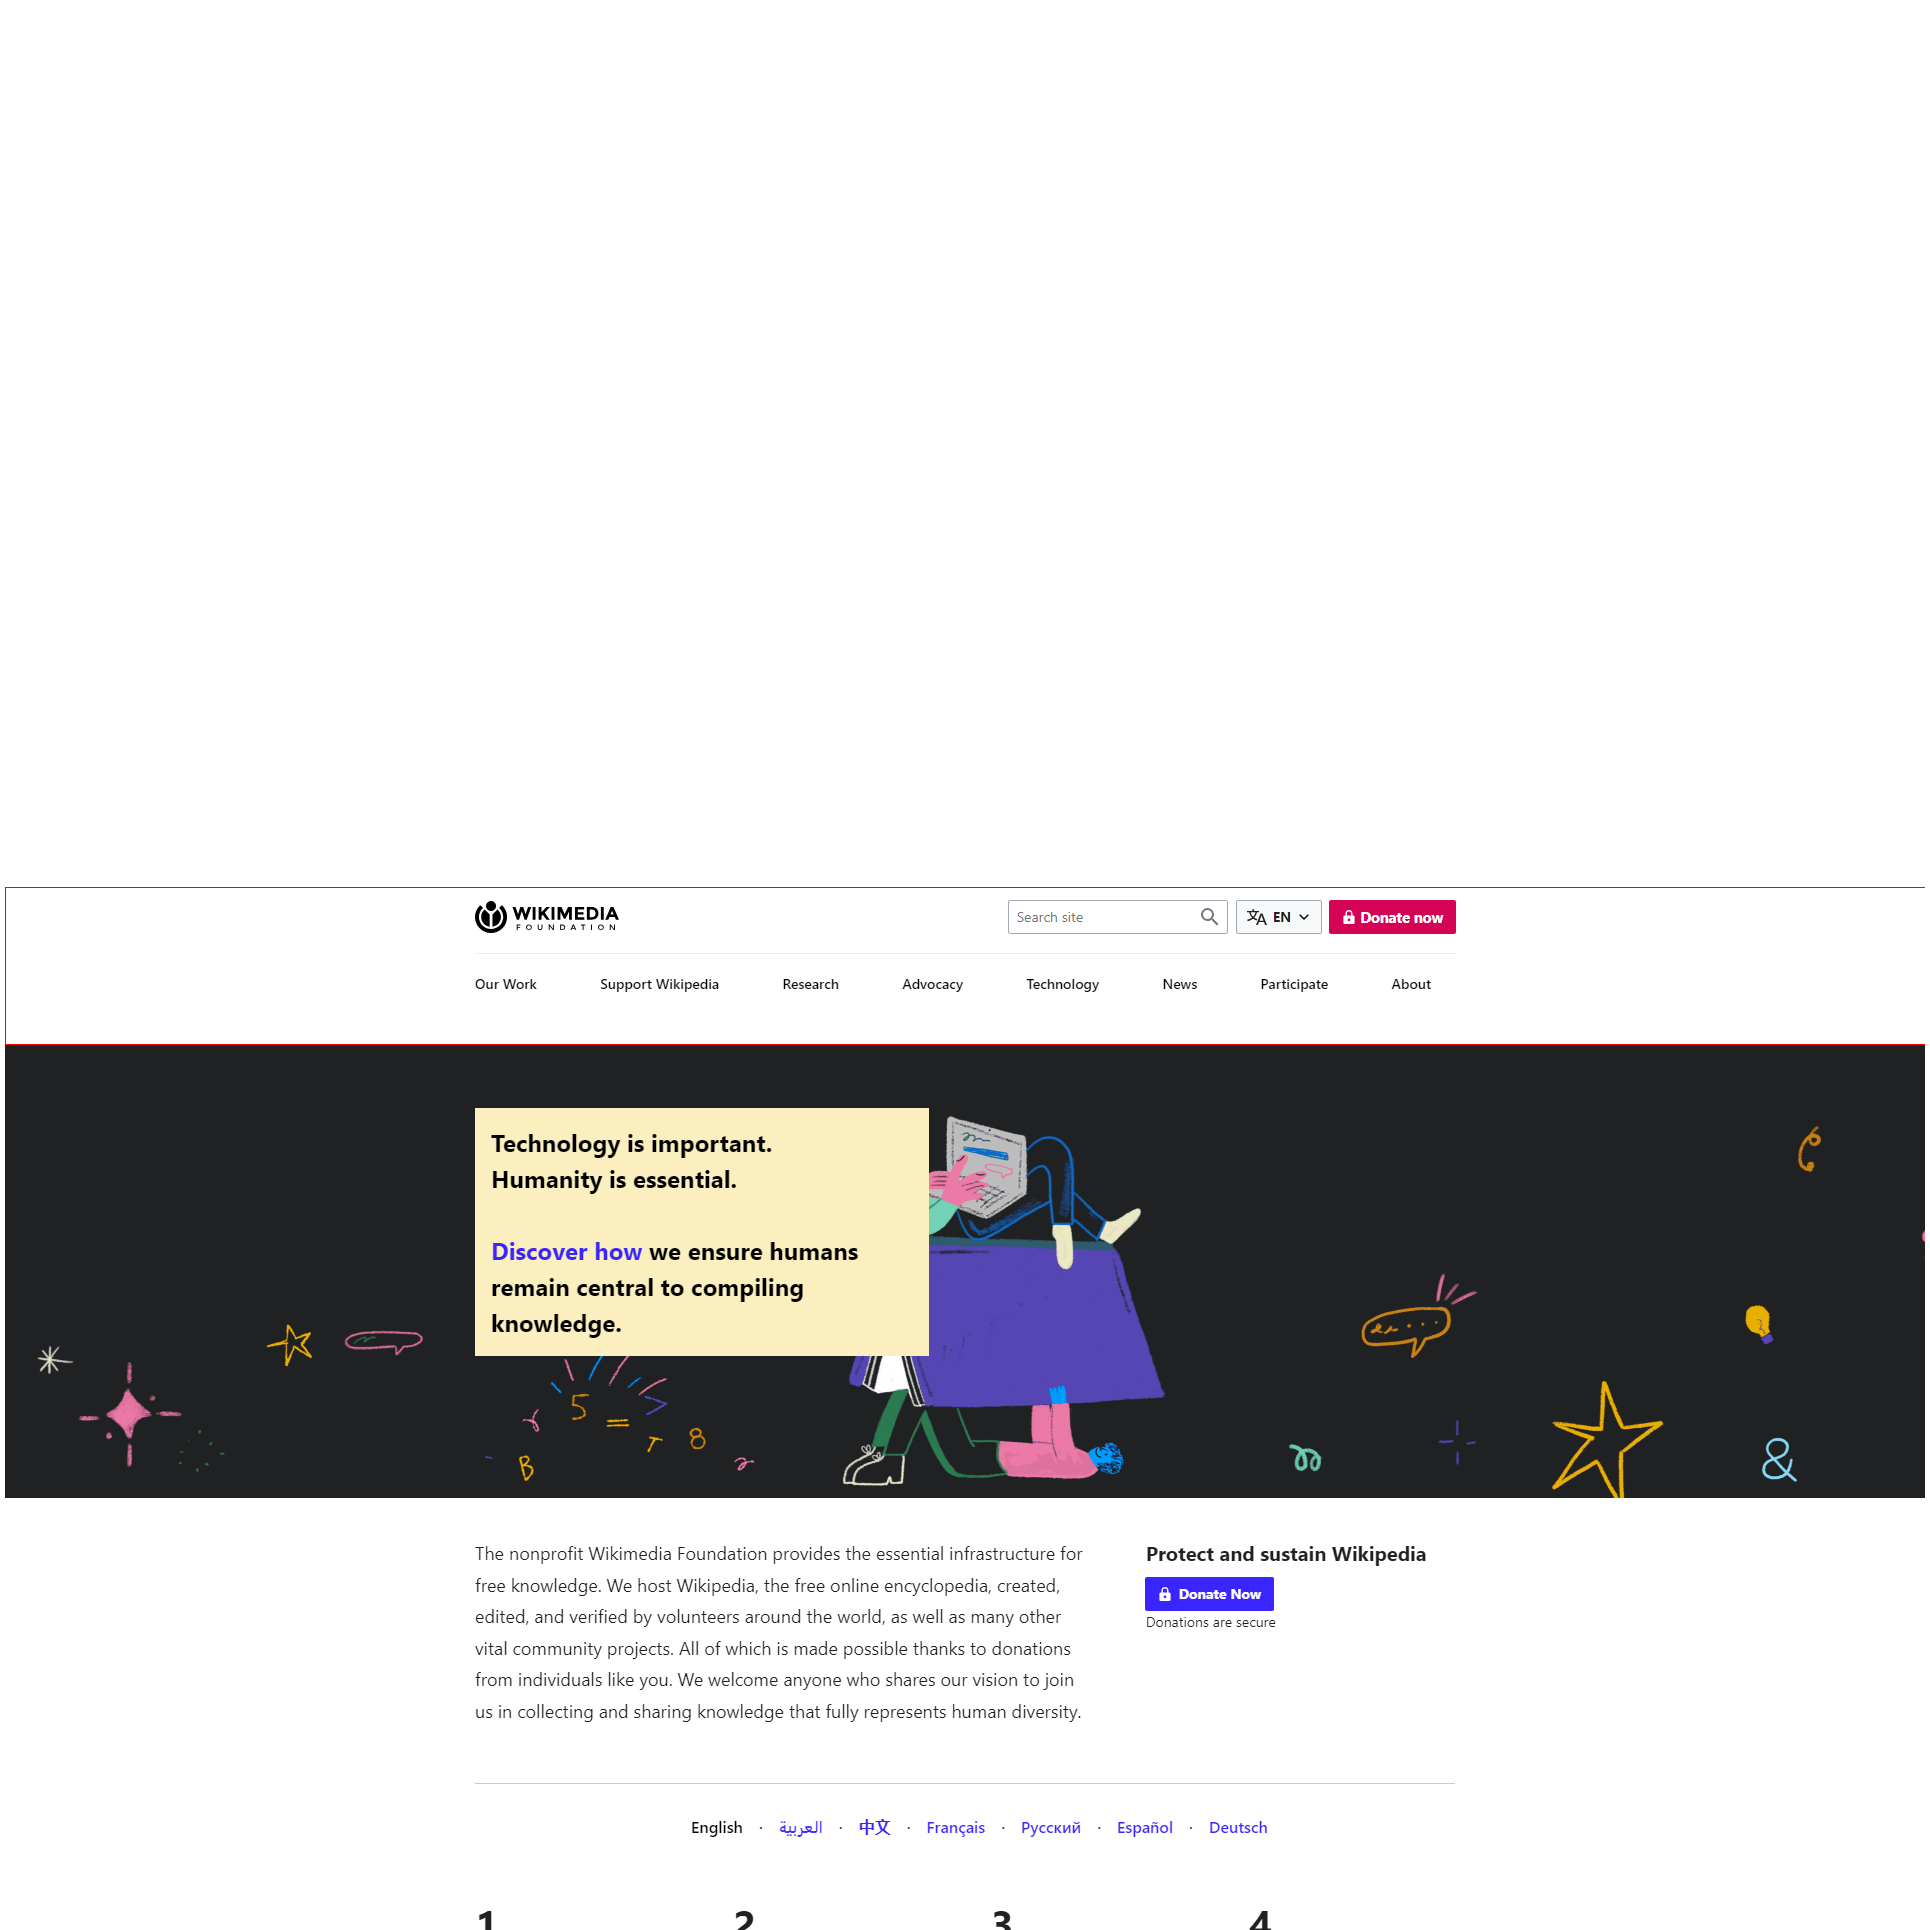 WIKIMEDIA
FOUNDATION
Search site
EN
Donate now
Our Work
Support Wikipedia
Research
Advocacy
Technology
News
Participate
About
Technology is important.
Humanity is essential.
Discover how we ensure humans
remain central to compiling
knowledge.
5
=
B
T
8
&
The nonprofit Wikimedia Foundation provides the essential infrastructure for
free knowledge. We host Wikipedia, the free online encyclopedia, created,
edited, and verified by volunteers around the world, as well as many other
vital community projects. All of which is made possible thanks to donations
from individuals like you. We welcome anyone who shares our vision to join
us in collecting and sharing knowledge that fully represents human diversity.
Protect and sustain Wikipedia
Donate Now
Donations are secure
English · العربية · 中文 · Français · Русский · Español · Deutsch
1 2 3 4